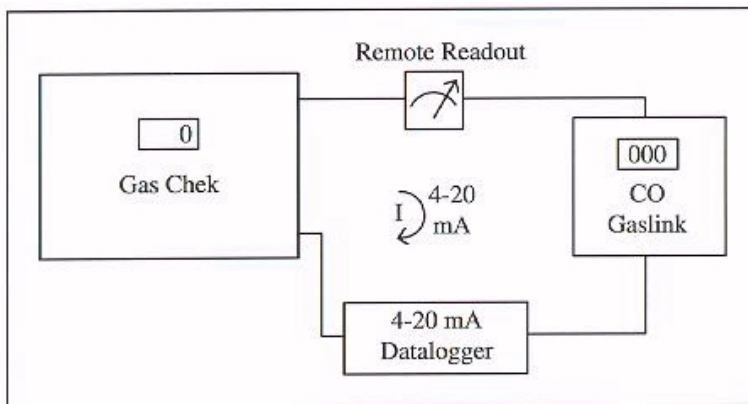 Remote Readout
0
Gas Chek
000
CO
Gaslink
I
4-20
mA
4-20 mA
Datalogger